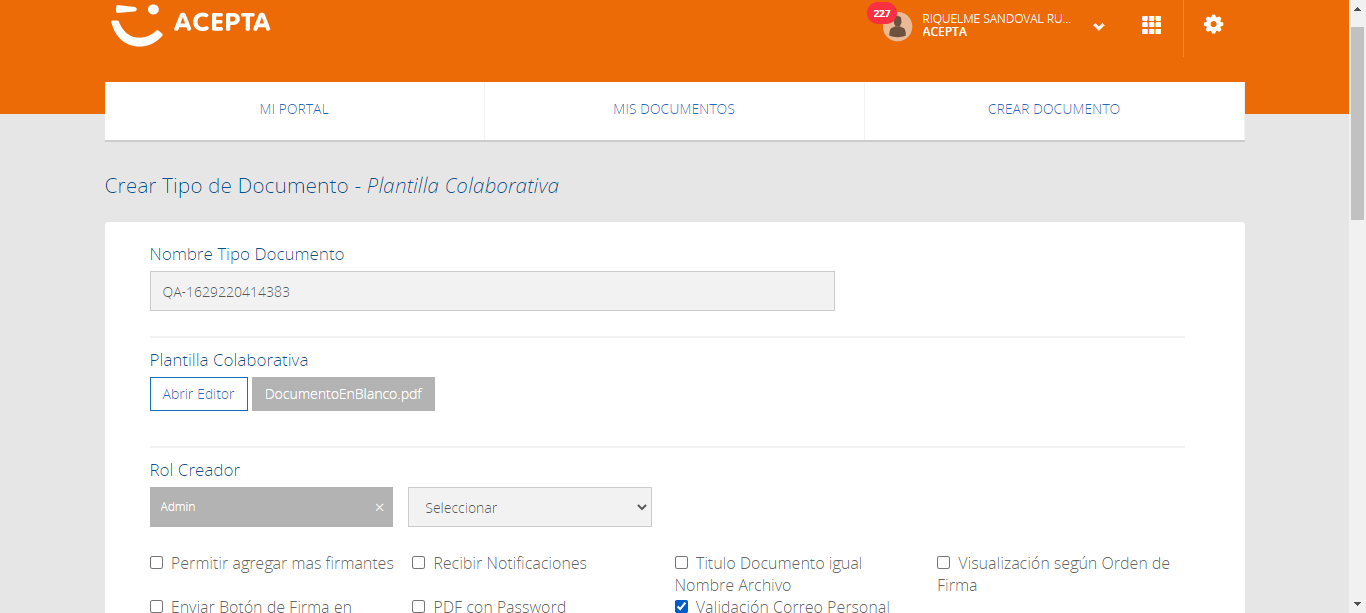 ACEPTA
227
RIQUELME SANDOVAL RU...
ACEPTA
MI PORTAL
MIS DOCUMENTOS
CREAR DOCUMENTO
Crear Tipo de Documento - Plantilla Colaborativa
Nombre Tipo Documento
QA-1629220414383
Plantilla Colaborativa
Abrir Editor
DocumentoEnBlanco.pdf
Rol Creador
Admin ×
Seleccionar
Permitir agregar mas firmantes
Recibir Notificaciones
Titulo Documento igual
Nombre Archivo
Visualización según Orden de
Firma
Enviar Botón de Firma en
PDF con Password
Validación Correo Personal